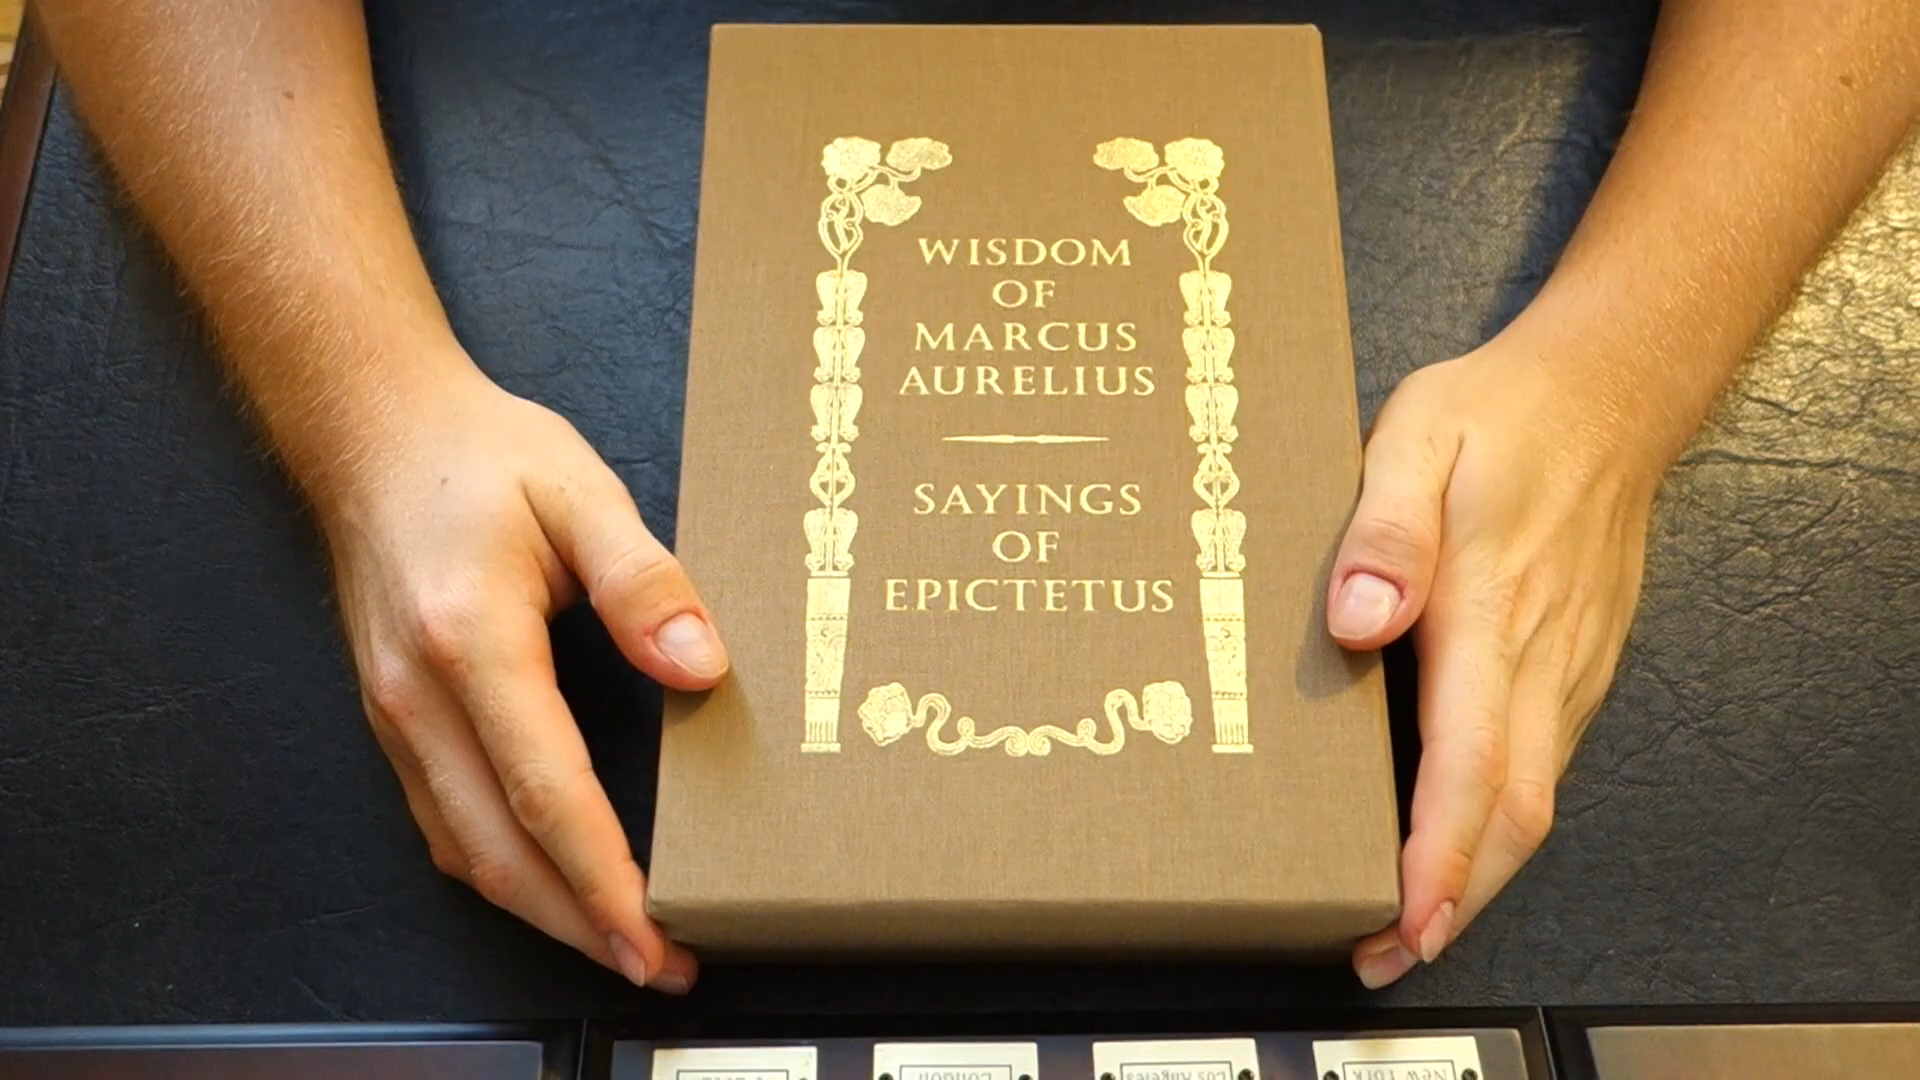 WISDOM
OF
MARCUS
AURELIUS
SAYINGS
OF
EPICTETUS
London
Los Angeles
New York